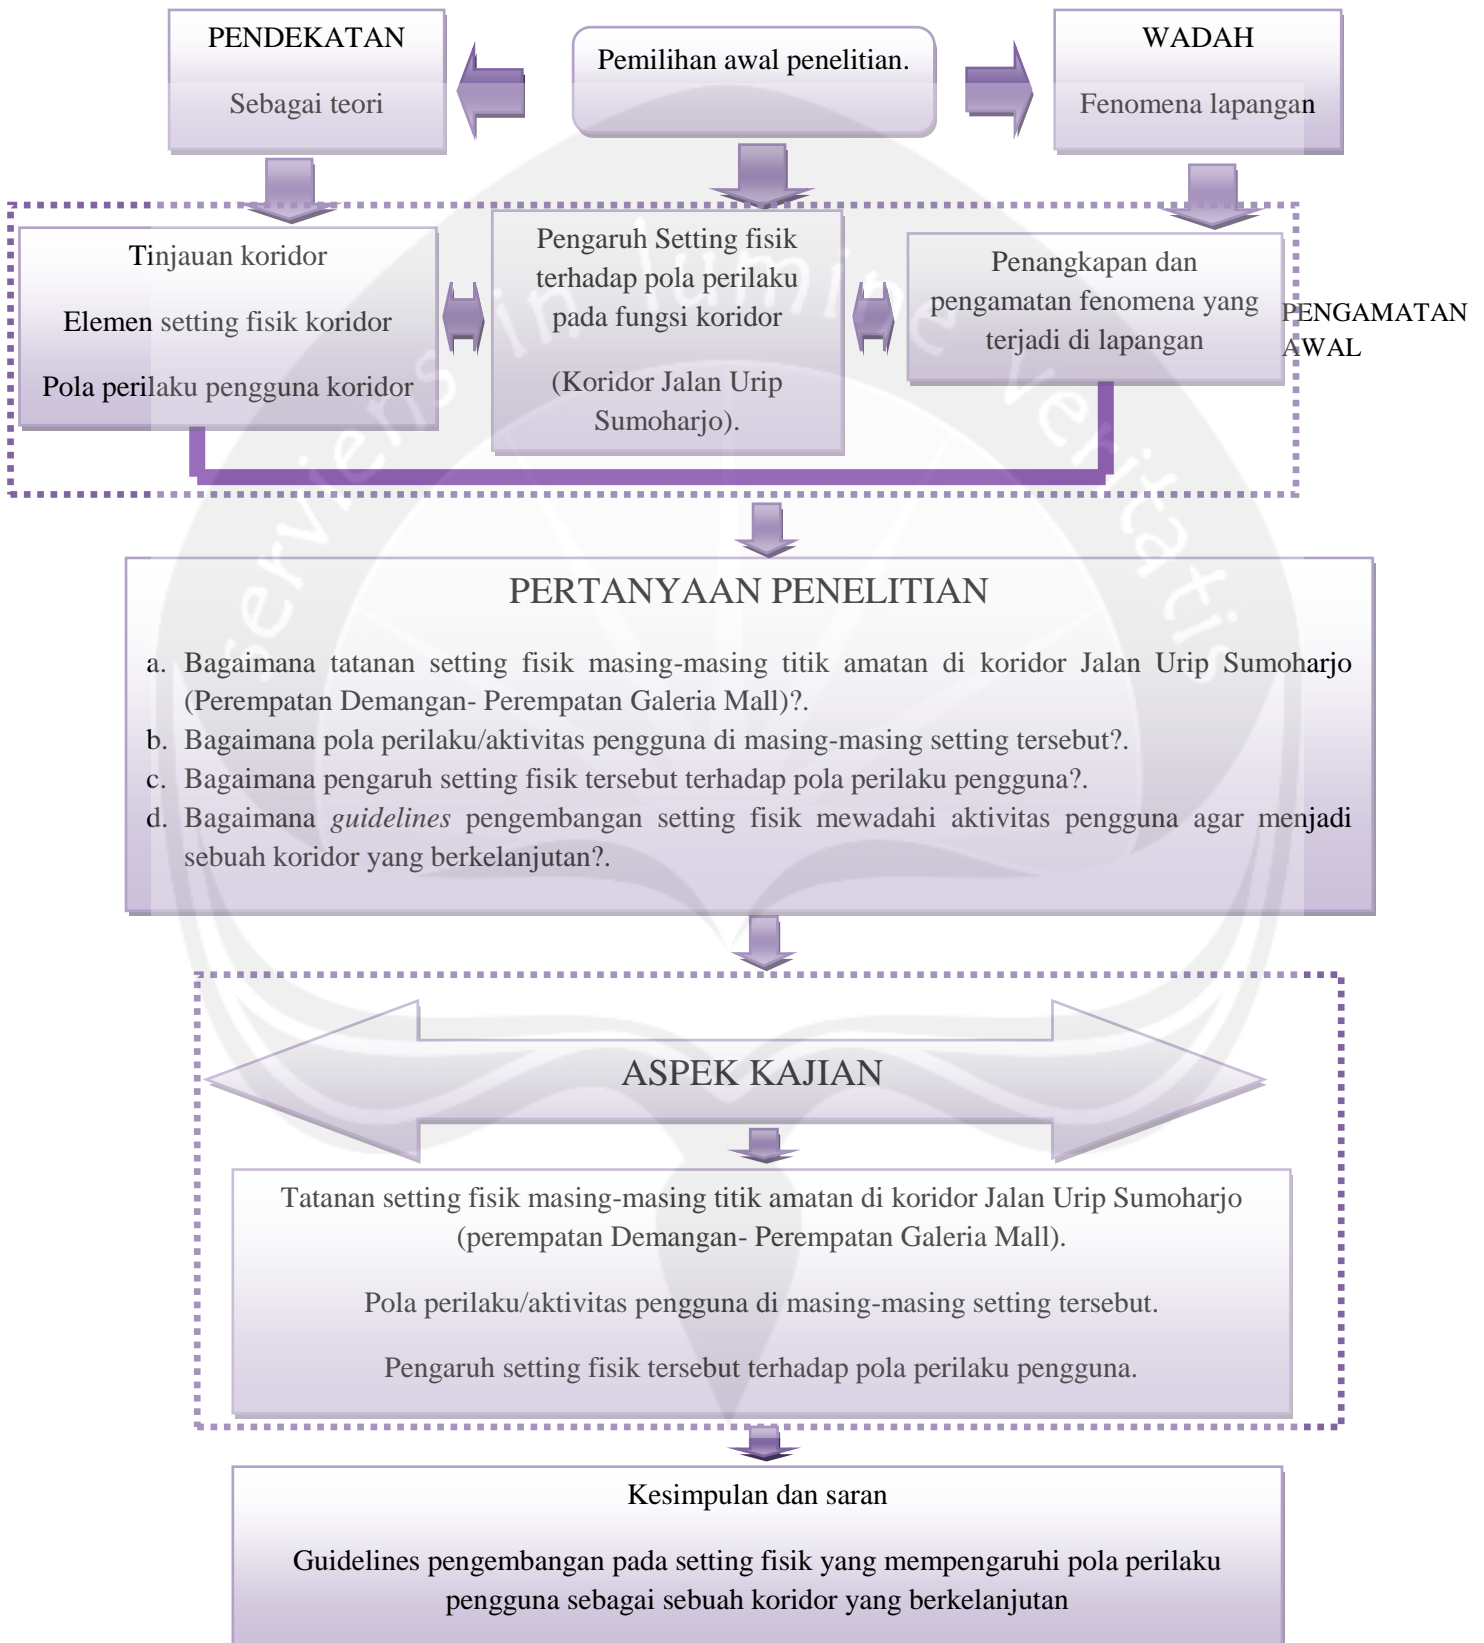 PENDEKATAN
Sebagai teori
Pemilihan awal penelitian.
WADAH
Fenomena lapangan
Tinjauan koridor
Elemen setting fisik koridor
Pola perilaku pengguna koridor
Pengaruh Setting fisik
terhadap pola perilaku
pada fungsi koridor
(Koridor Jalan Urip
Sumoharjo).
Penangkapan dan
pengamatan fenomena yang
terjadi di lapangan
PENGAMATAN
AWAL
PERTANYAAN PENELITIAN
a. Bagaimana tatanan setting fisik masing-masing titik amatan di koridor Jalan Urip Sumoharjo
(Perempatan Demangan- Perempatan Galeria Mall)?.
b. Bagaimana pola perilaku/aktivitas pengguna di masing-masing setting tersebut?.
c. Bagaimana pengaruh setting fisik tersebut terhadap pola perilaku pengguna?.
d. Bagaimana guidelines pengembangan setting fisik mewadahi aktivitas pengguna agar menjadi
sebuah koridor yang berkelanjutan?.
ASPEK KAJIAN
Tatanan setting fisik masing-masing titik amatan di koridor Jalan Urip Sumoharjo
(perempatan Demangan- Perempatan Galeria Mall).
Pola perilaku/aktivitas pengguna di masing-masing setting tersebut.
Pengaruh setting fisik tersebut terhadap pola perilaku pengguna.
Kesimpulan dan saran
Guidelines pengembangan pada setting fisik yang mempengaruhi pola perilaku
pengguna sebagai sebuah koridor yang berkelanjutan
serviens in lumine veritatis